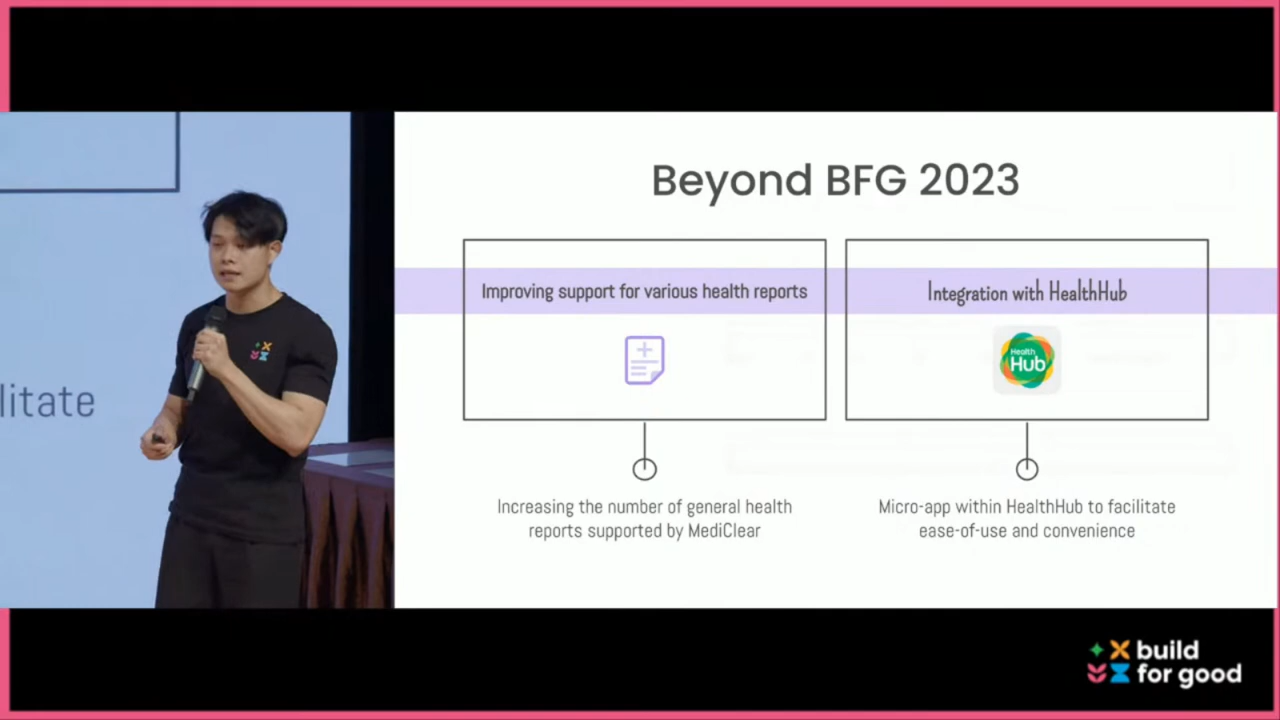 litate
Beyond BFG 2023
Improving support for various health reports
Integration with HealthHub
Health
Hub
Increasing the number of general health
reports supported by MediClear
Micro-app within HealthHub to facilitate
ease-of-use and convenience
build
for good